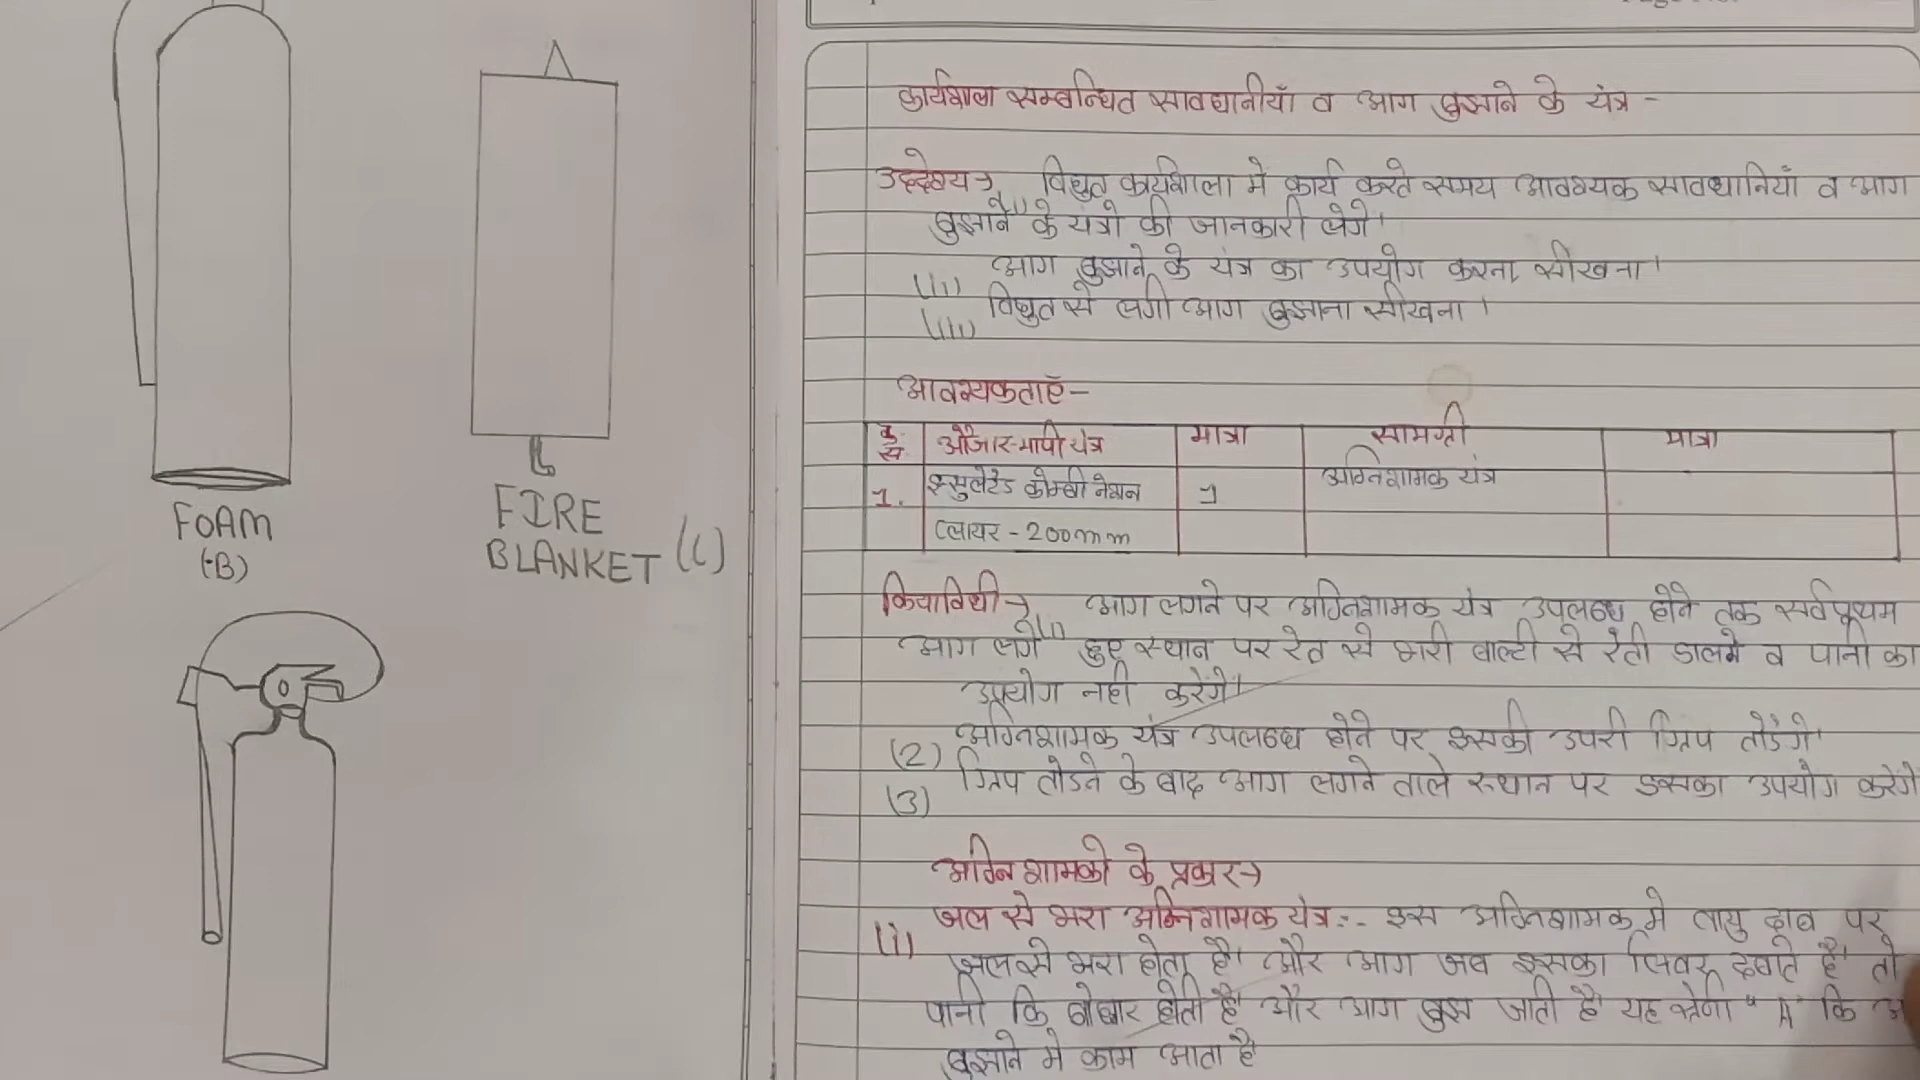 FOAM
(B)
FIRE
BLANKET (C)
कार्यशाला सम्बन्धित सावधानीयाँ व आग बुझाने के यंत्र -
उद्देश्य → (i) विधुत कार्यशाला में कार्य करते समय आवश्यक सावधानियाँ व आग
बुझाने के यंत्रो की जानकारी लेगे।
(ii) आग बुझाने के यंत्र का उपयोग करना सीखना।
(iii) विधुत से लगी आग बुझाना सीखना।
आवश्यकताएँ -
क्र. स. औजार-मापी यंत्र मात्रा सामग्री मात्रा
1. इन्सुलेटेड कोम्बीनेशन 1 अग्निशामक यंत्र
प्लायर - 200mm
कियाविधी → (1) आग लगने पर अग्निशामक यंत्र उपलब्ध होने तक सर्वप्रथम
आग लगे हुए स्थान पर रेत से भरी बाल्टी से रेती डालने व पानी का
उपयोग नही करेंगे।
(2) अग्निशामक यंत्र उपलब्ध होने पर इसकी उपरी ग्रिप तोडेंगे।
(3) ग्रिप तोडने के बाद आग लगने वाले स्थान पर इसका उपयोग करेंगे
अग्निशामको के प्रकार →
(i) जल से भरा अग्निशामक यंत्र :- इस अग्निशामक मे वायु दाब पर
जल से भरा होता है। और आग जब इसका लिवर दबाते है। तो
पानी कि बोछार होती है और आग बुझ जाती है यह श्रेणी "A" कि
बुझाने मे काम आता है